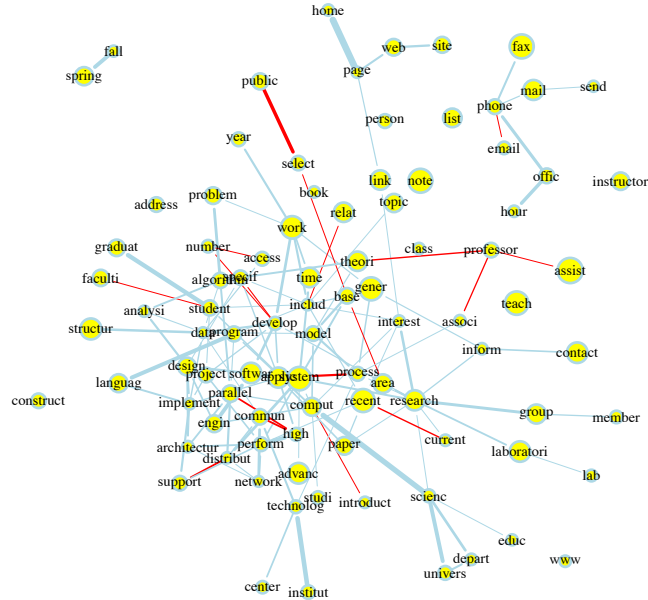 home
fall
web
site
fax
spring
page
public
mail
send
phone
person
list
year
email
select
link
note
offic
instructor
book
problem
topic
address
relat
hour
work
graduat
number
access
class
professor
theori
assist
faculti
algorithm
specif
time
gener
base
teach
student
includ
analysi
structur
data
program
develop
model
interest
associ
inform
contact
design
project
softwar
apply
system
process
area
languag
construct
implement
parallel
comput
recent
research
group
member
engin
commun
high
current
architectur
perform
paper
distribut
laboratori
support
network
advanc
lab
studi
introduct
scienc
technolog
educ
depart
www
univers
center
institut